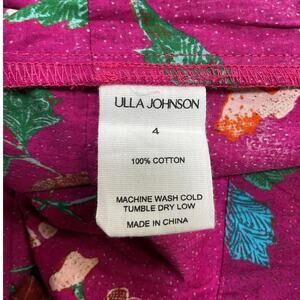 ULLA JOHNSON
4
100% COTTON
MACHINE WASH COLD
TUMBLE DRY LOW
MADE IN CHINA